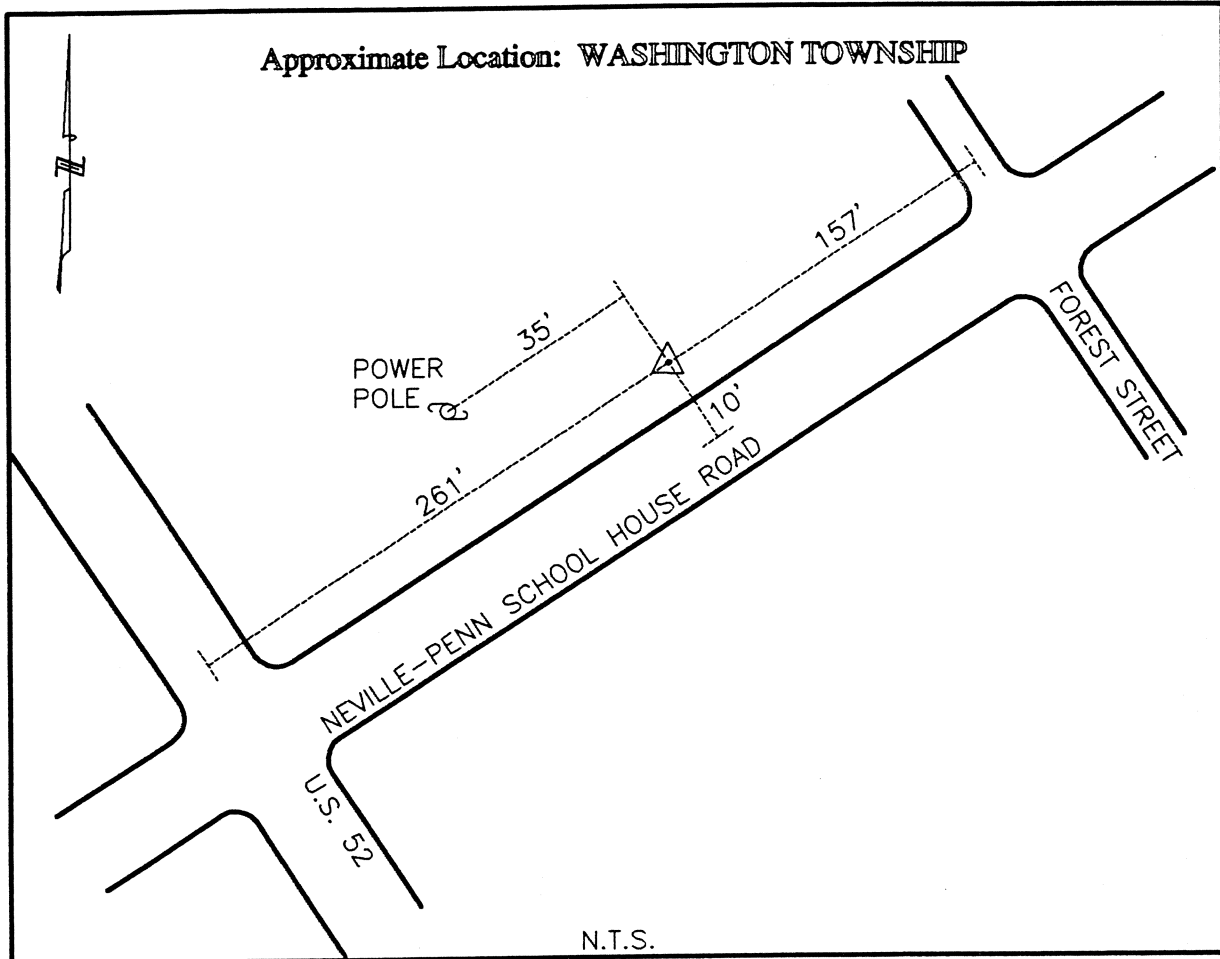 Approximate Location: WASHINGTON TOWNSHIP
N
157'
35'
POWER
POLE
10'
261'
FOREST STREET
NEVILLE-PENN SCHOOL HOUSE ROAD
U.S. 52
N.T.S.